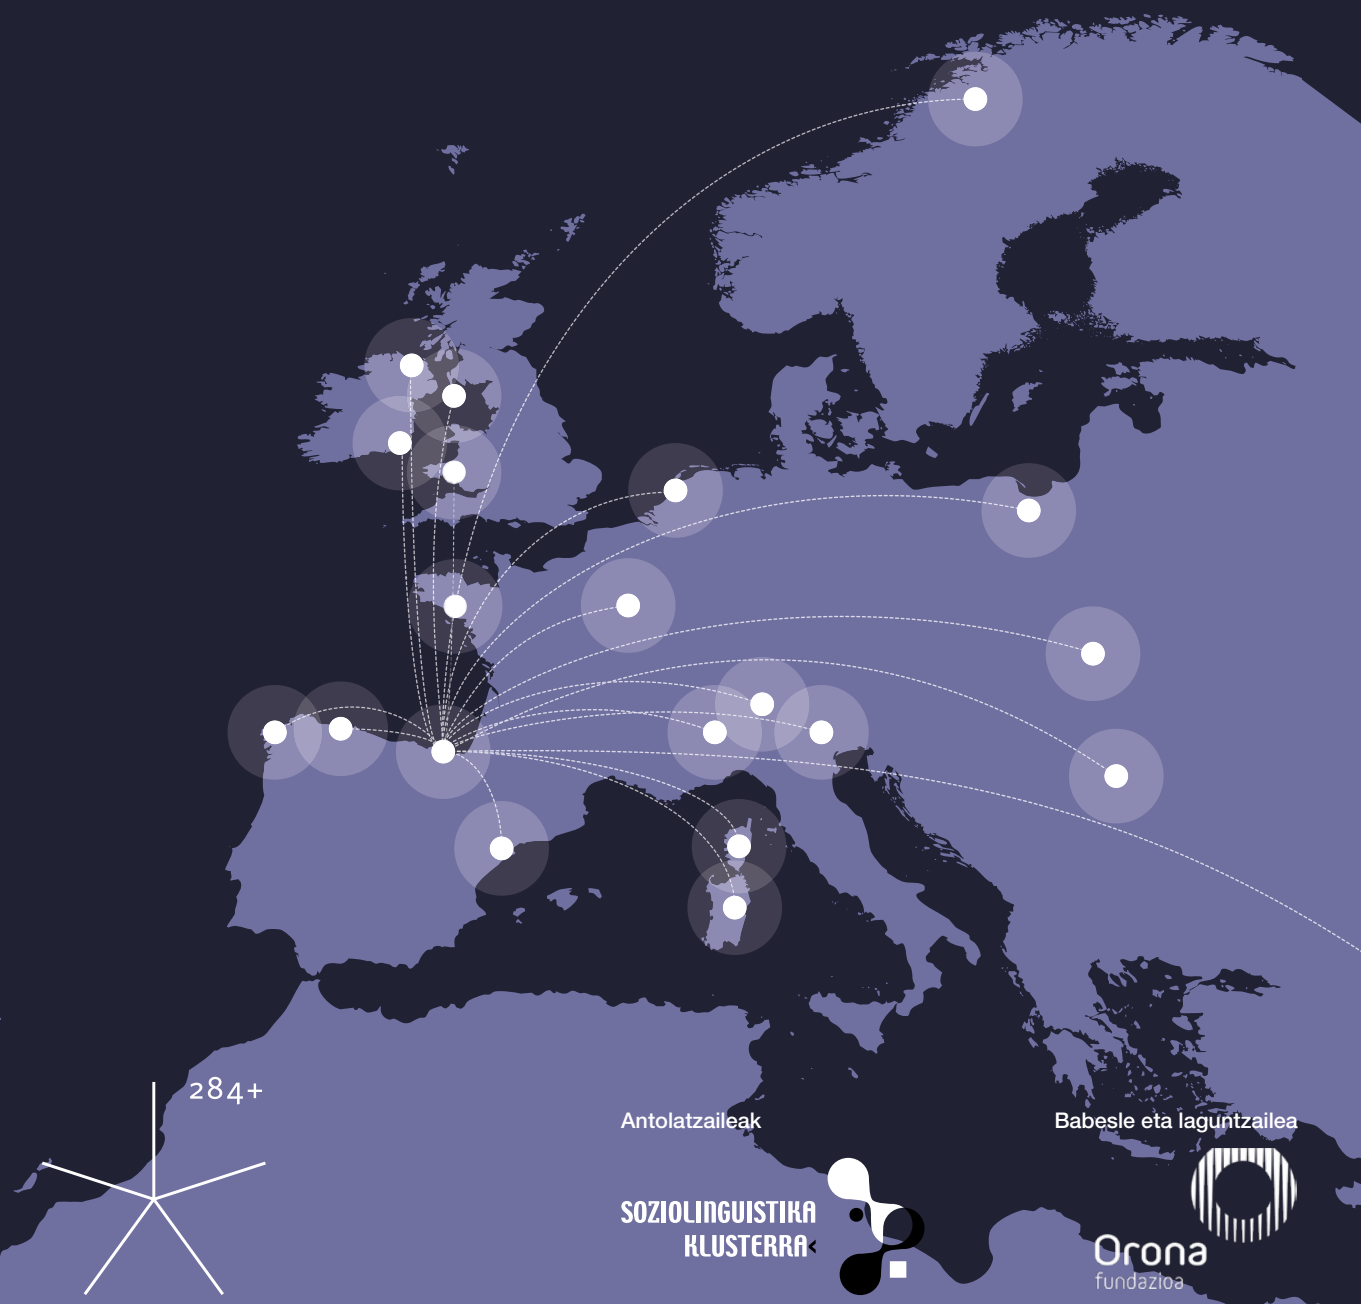 284+
Antolatzaileak
Babesle eta laguntzailea
SOZIOLINGUISTIKA
KLUSTERRA
Orona
fundazioa